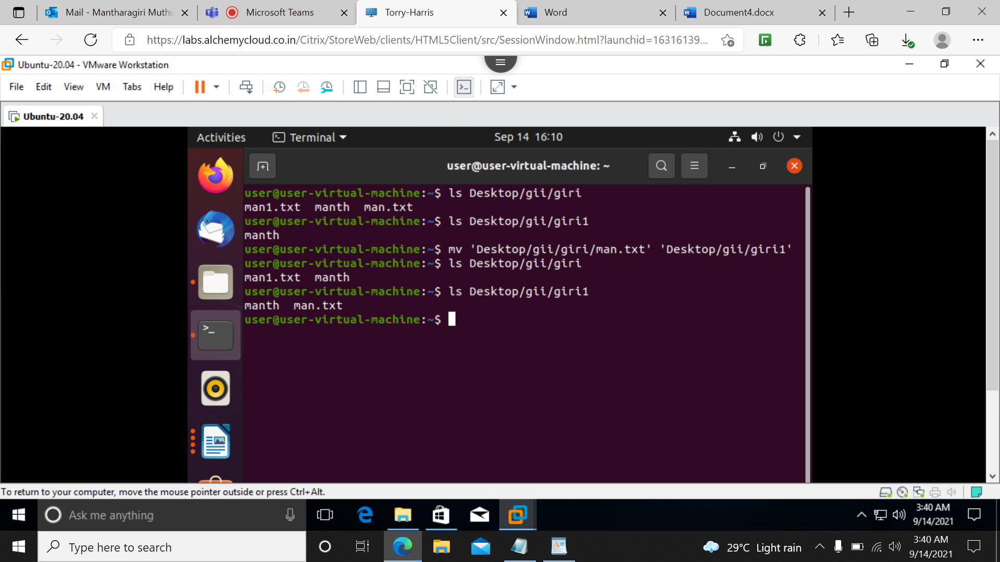 Mail - Mantharagiri Muthu
Microsoft Teams
Torry-Harris
Word
Document4.docx
https://labs.alchemycloud.co.in/Citrix/StoreWeb/clients/HTML5Client/src/SessionWindow.html?launchid=16316139...
Ubuntu-20.04 - VMware Workstation
File Edit View VM Tabs Help
Ubuntu-20.04
Activities Terminal Sep 14 16:10
user@user-virtual-machine: ~
user@user-virtual-machine:~$ ls Desktop/gii/giri
man1.txt manth man.txt
user@user-virtual-machine:~$ ls Desktop/gii/giri1
manth
user@user-virtual-machine:~$ mv 'Desktop/gii/giri/man.txt' 'Desktop/gii/giri1'
user@user-virtual-machine:~$ ls Desktop/gii/giri
man1.txt manth
user@user-virtual-machine:~$ ls Desktop/gii/giri1
manth man.txt
user@user-virtual-machine:~$
To return to your computer, move the mouse pointer outside or press Ctrl+Alt.
Ask me anything
3:40 AM
9/14/2021
Type here to search
29°C Light rain
3:40 AM
9/14/2021